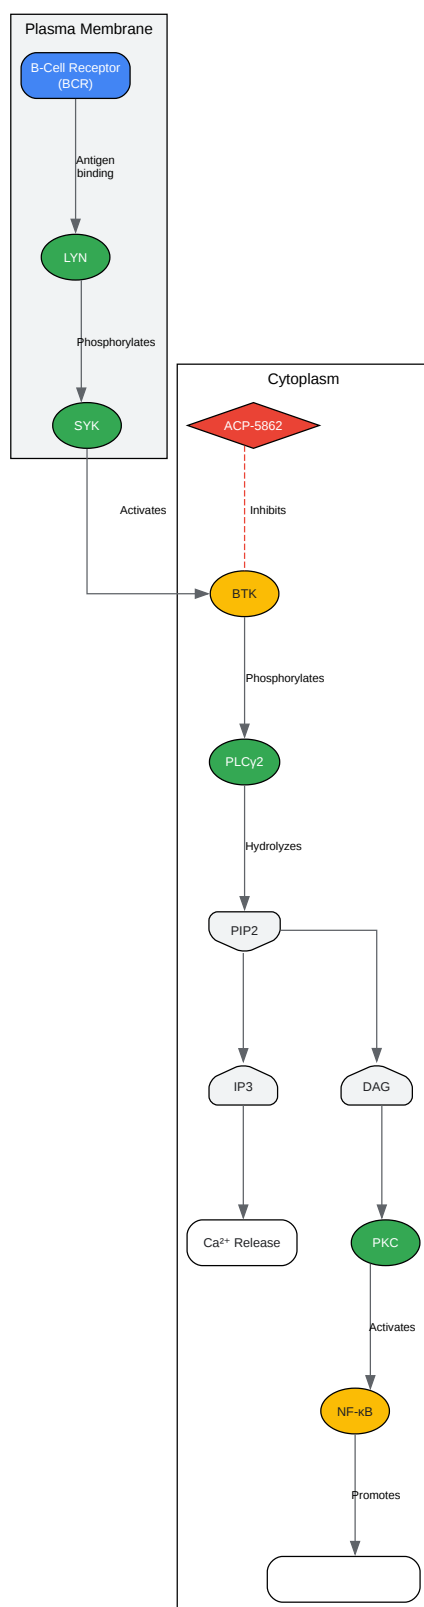 Plasma Membrane
B-Cell Receptor
(BCR)
Antigen
binding
LYN
Phosphorylates
SYK
Activates
Cytoplasm
ACP-5862
Inhibits
BTK
Phosphorylates
PLCγ2
Hydrolyzes
PIP2
IP3
DAG
Ca²⁺ Release
PKC
Activates
NF-κB
Promotes